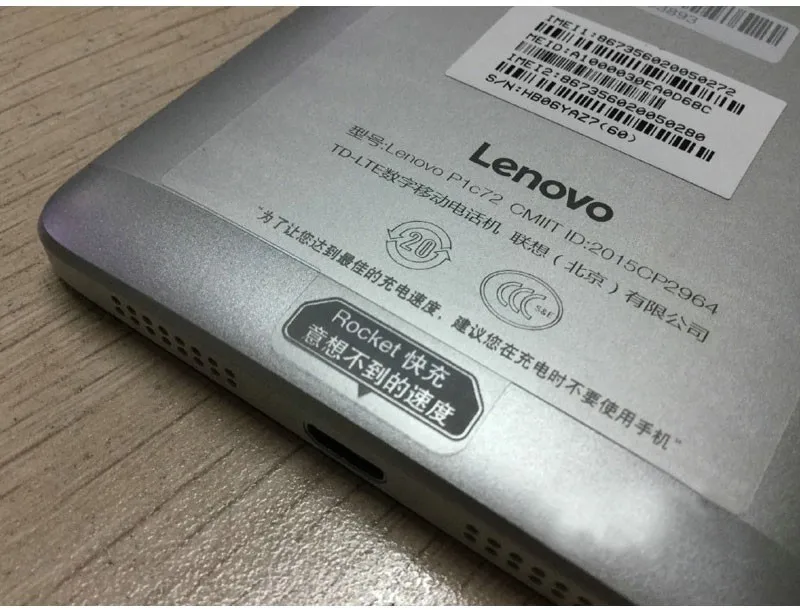 3893
IMEI1:867356020050272
MEID:A1000030EA0D68C
IMEI2:867356020050280
S/N:HB06YAZ7(60)
Lenovo
型号:Lenovo P1c72 CMIIT ID:2015CP2964
TD-LTE数字移动电话机 联想（北京）有限公司
20
CCC S&E
"为了让您达到最佳的充电速度，建议您在充电时不要使用手机"
Rocket 快充
意想不到的速度